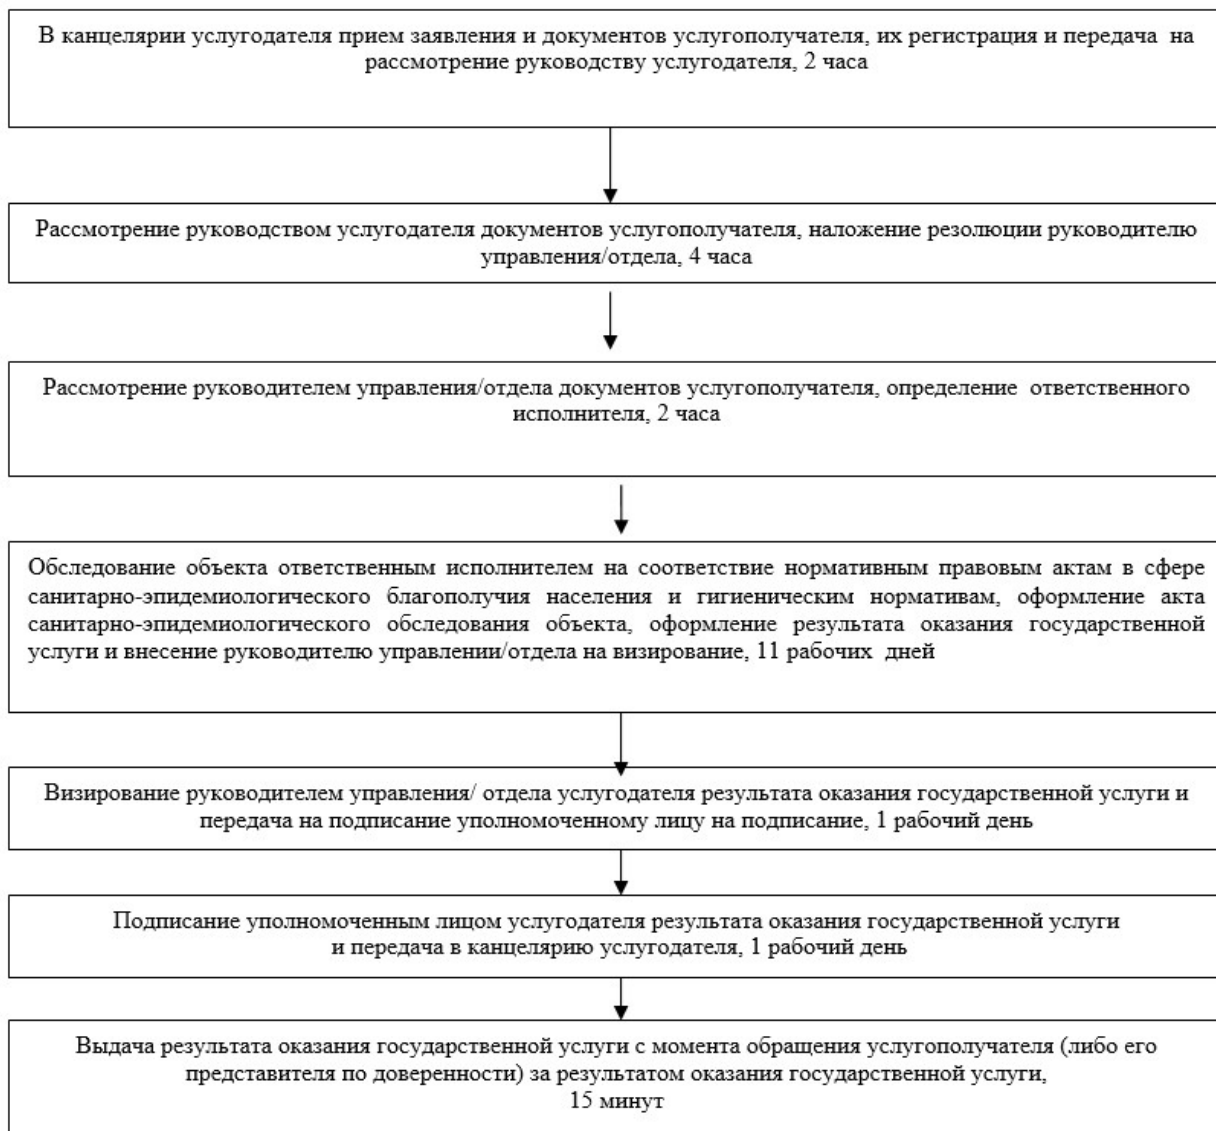 В канцелярии услугодателя прием заявления и документов услугополучателя, их регистрация и передача на
рассмотрение руководству услугодателя, 2 часа
Рассмотрение руководством услугодателя документов услугополучателя, наложение резолюции руководителю
управления/отдела, 4 часа
Рассмотрение руководителем управления/отдела документов услугополучателя, определение ответственного
исполнителя, 2 часа
Обследование объекта ответственным исполнителем на соответствие нормативным правовым актам в сфере
санитарно-эпидемиологического благополучия населения и гигиеническим нормативам, оформление акта
санитарно-эпидемиологического обследования объекта, оформление результата оказания государственной
услуги и внесение руководителю управлении/отдела на визирование, 11 рабочих дней
Визирование руководителем управления/ отдела услугодателя результата оказания государственной услуги и
передача на подписание уполномоченному лицу на подписание, 1 рабочий день
Подписание уполномоченным лицом услугодателя результата оказания государственной услуги
и передача в канцелярию услугодателя, 1 рабочий день
Выдача результата оказания государственной услуги с момента обращения услугополучателя (либо его
представителя по доверенности) за результатом оказания государственной услуги,
15 минут